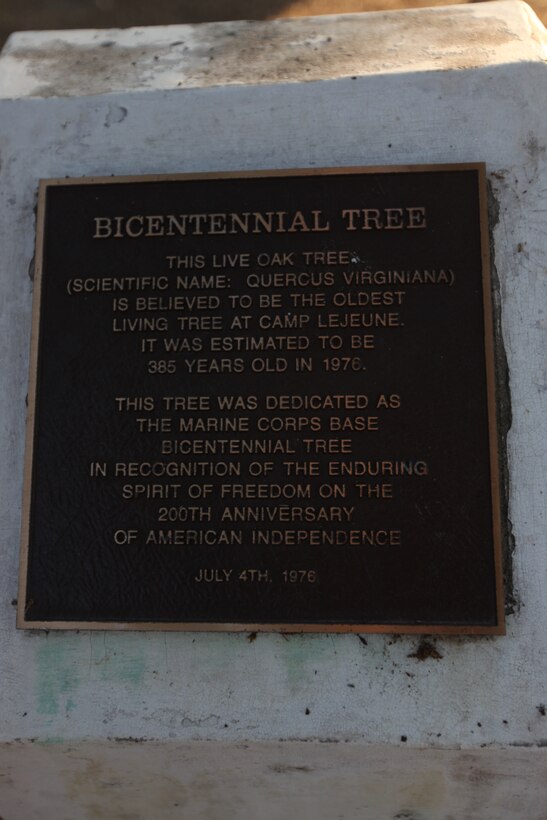 BICENTENNIAL TREE
THIS LIVE OAK TREE
(SCIENTIFIC NAME: QUERCUS VIRGINIANA)
IS BELIEVED TO BE THE OLDEST
LIVING TREE AT CAMP LEJEUNE.
IT WAS ESTIMATED TO BE
385 YEARS OLD IN 1976.
THIS TREE WAS DEDICATED AS
THE MARINE CORPS BASE
BICENTENNIAL TREE
IN RECOGNITION OF THE ENDURING
SPIRIT OF FREEDOM ON THE
200TH ANNIVERSARY
OF AMERICAN INDEPENDENCE
JULY 4TH, 1976